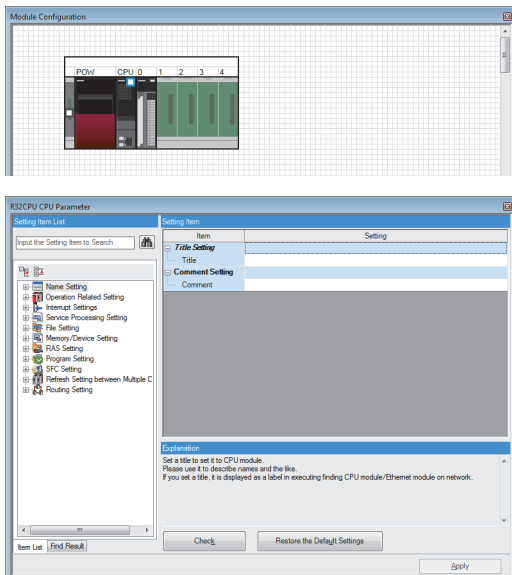 Module Configuration
POW CPU 0 1 2 3 4
R32CPU CPU Parameter
Setting Item List
Setting Item
Input the Setting Item to Search
Item Setting
Title Setting
Title
Comment Setting
Comment
Name Setting
Operation Related Setting
Interrupt Settings
Service Processing Setting
File Setting
Memory/Device Setting
RAS Setting
Program Setting
SFC Setting
Refresh Setting between Multiple C
Routing Setting
Explanation
Set a title to set it to CPU module.
Please use it to describe names and the like.
If you set a title, it is displayed as a label in executing finding CPU module/Ethernet module on network.
Item List Find Result
Check Restore the Default Settings
Apply